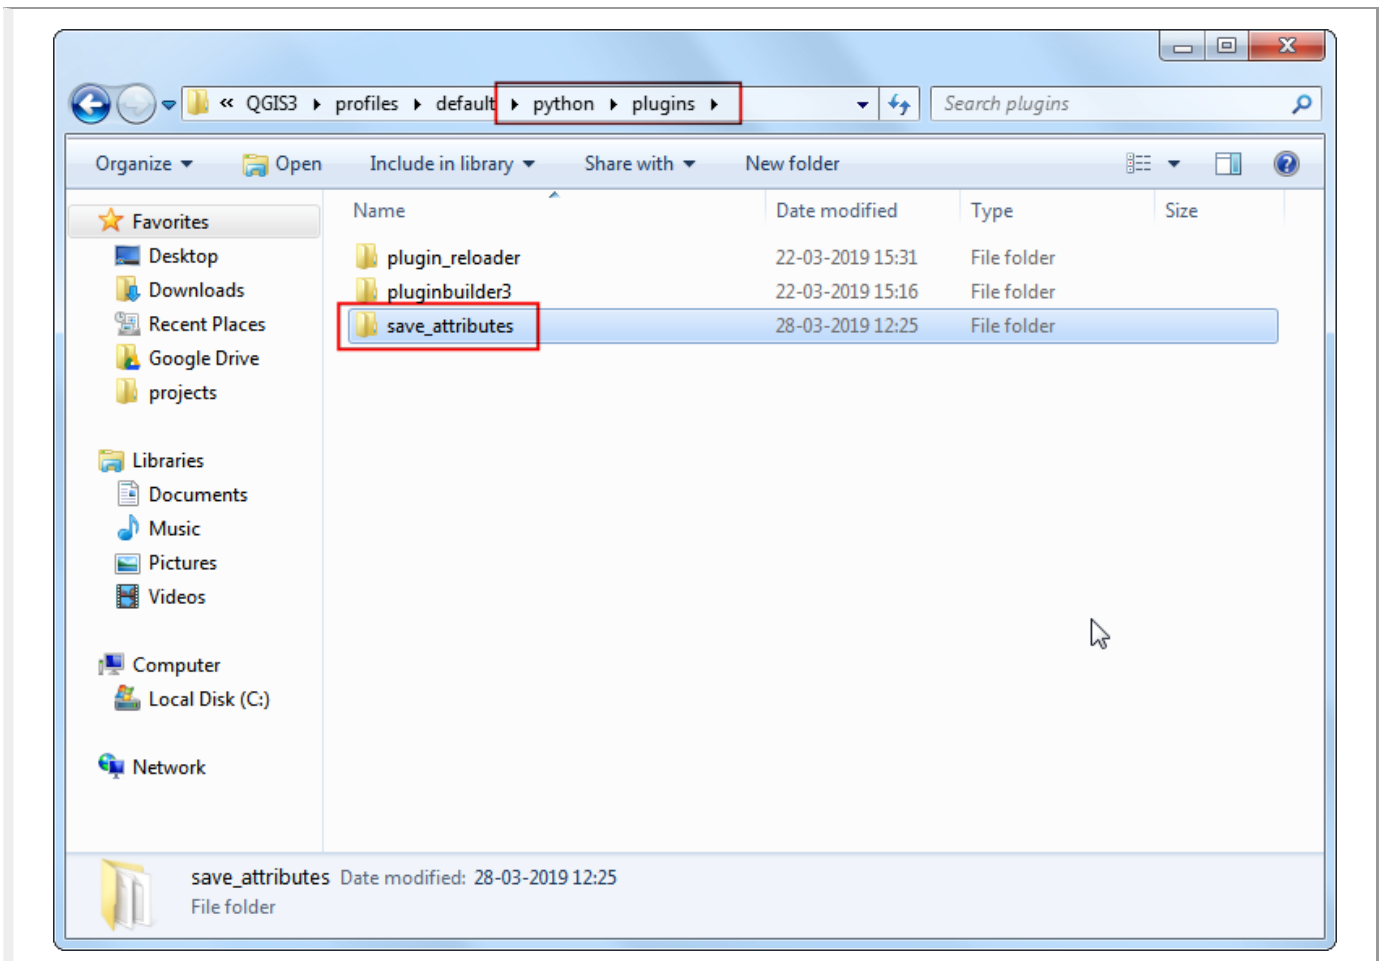 « QGIS3 ▸ profiles ▸ default ▸ python ▸ plugins ▸
Search plugins
Organize Open Include in library Share with New folder
Name Date modified Type Size
Favorites
Desktop
Downloads
Recent Places
Google Drive
projects
Libraries
Documents
Music
Pictures
Videos
Computer
Local Disk (C:)
Network
plugin_reloader 22-03-2019 15:31 File folder
pluginbuilder3 22-03-2019 15:16 File folder
save_attributes 28-03-2019 12:25 File folder
save_attributes Date modified: 28-03-2019 12:25
File folder